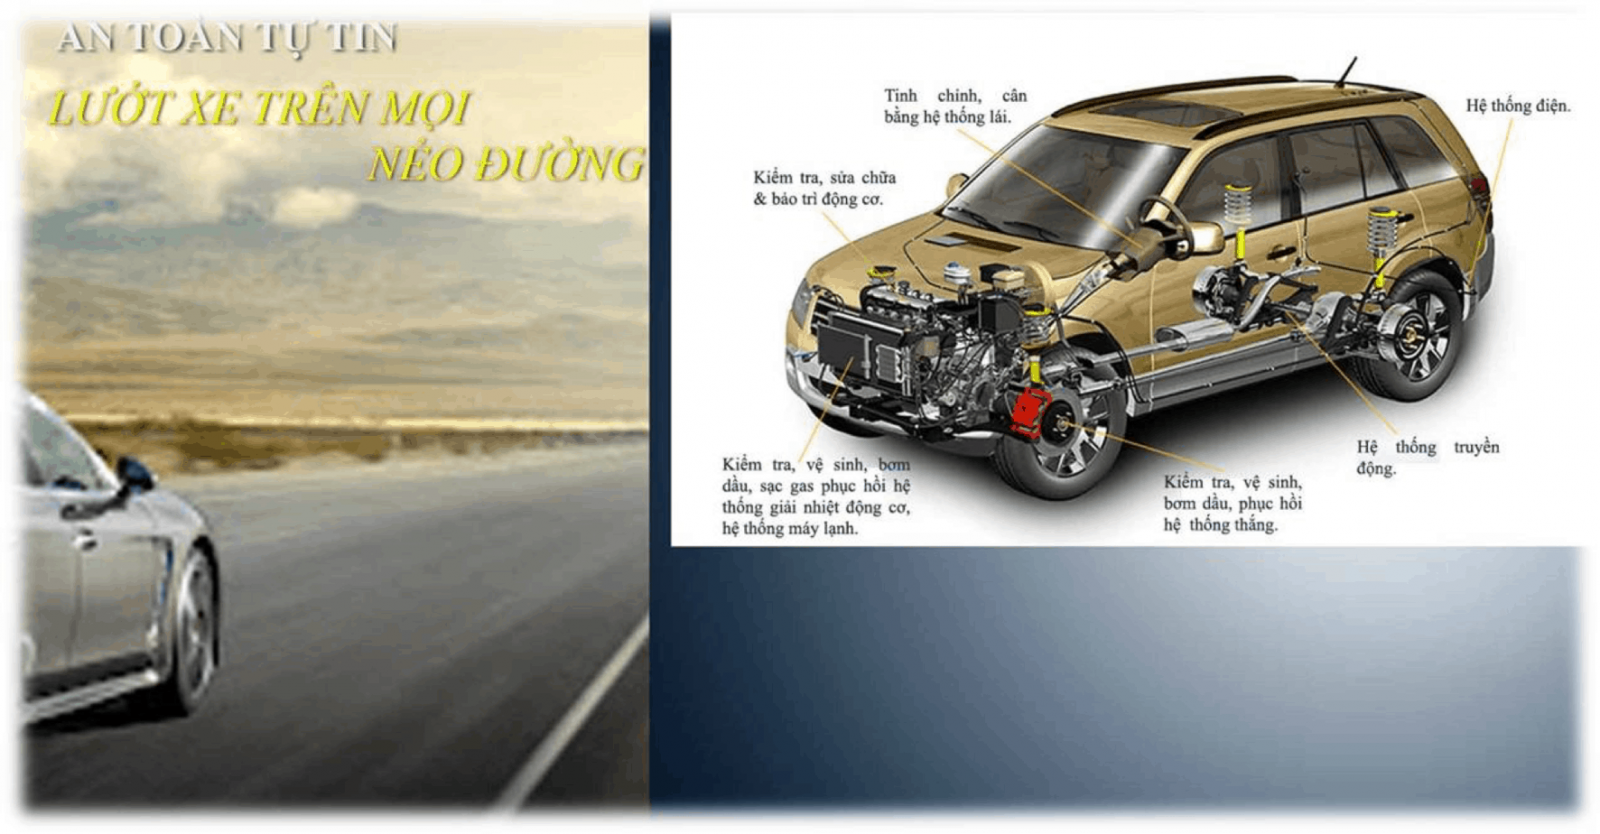 AN TOÀN TỰ TIN
LƯỚT XE TRÊN MỌI
NẺO ĐƯỜNG
Tinh chỉnh, cân
bằng hệ thống lái.
Hệ thống điện.
Kiểm tra, sửa chữa
& bảo trì động cơ.
Kiểm tra, vệ sinh, bơm
dầu, sạc gas phục hồi hệ
thống giải nhiệt động cơ,
hệ thống máy lạnh.
Kiểm tra, vệ sinh,
bơm dầu, phục hồi
hệ thống thắng.
Hệ thống truyền
động.